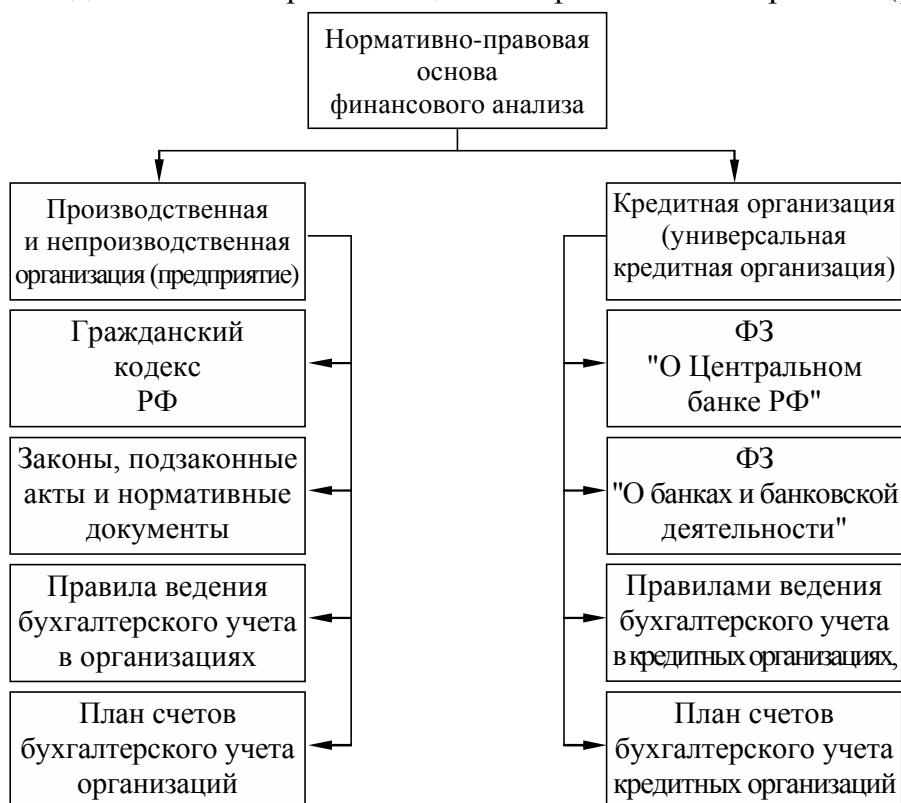 Нормативно-правовая
основа
финансового анализа
Производственная
и непроизводственная
организация (предприятие)
Гражданский
кодекс
РФ
Законы, подзаконные
акты и нормативные
документы
Правила ведения
бухгалтерского учета
в организациях
План счетов
бухгалтерского учета
организаций
Кредитная организация
(универсальная
кредитная организация)
ФЗ
"О Центральном
банке РФ"
ФЗ
"О банках и банковской
деятельности"
Правилами ведения
бухгалтерского учета
в кредитных организациях,
План счетов
бухгалтерского учета
кредитных организаций